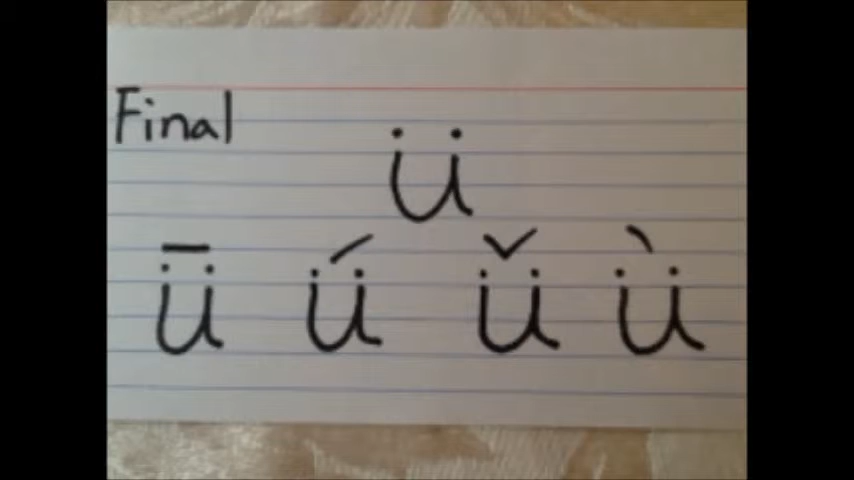 Final
ü
ǖ ǘ ǚ ǜ